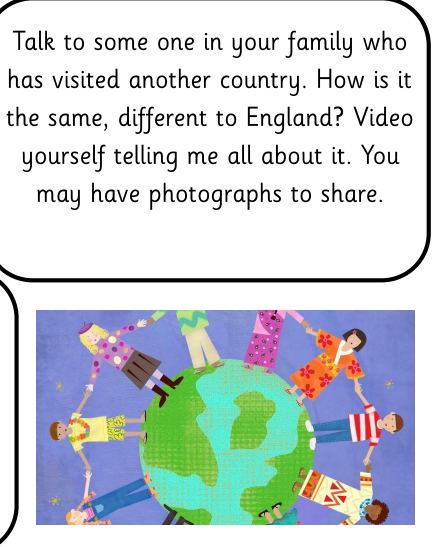 Talk to some one in your family who
has visited another country. How is it
the same, different to England? Video
yourself telling me all about it. You
may have photographs to share.